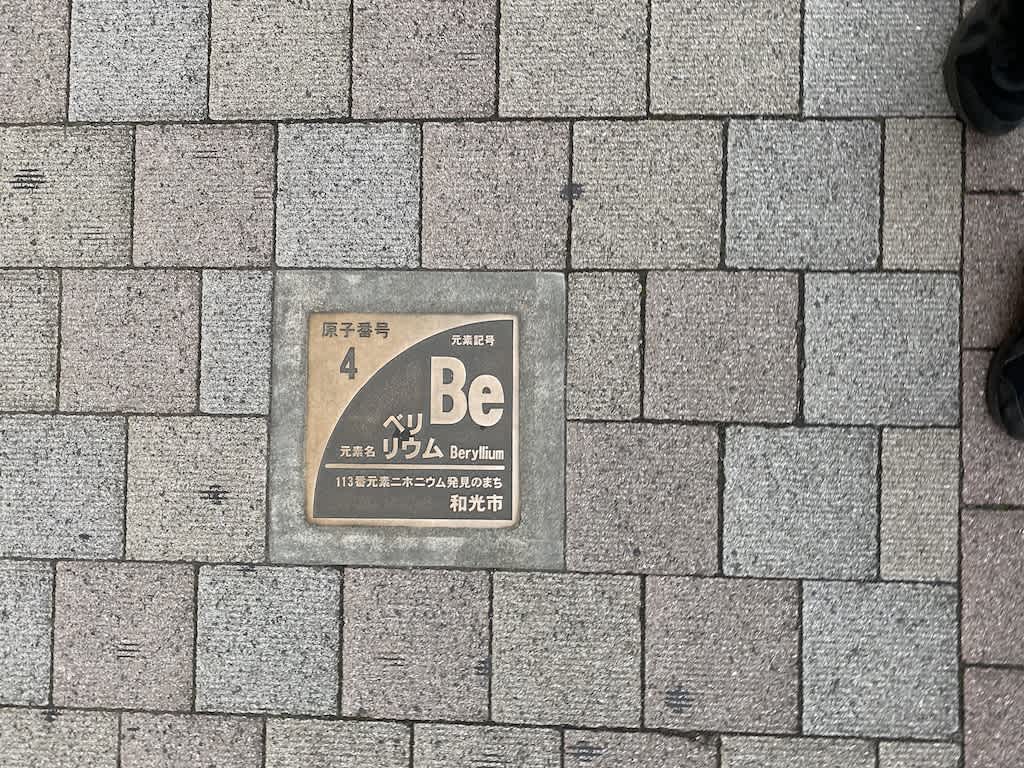 原子番号
4
元素記号
Be
ベリ
元素名 リウム Beryllium
113番元素ニホニウム発見のまち
和光市